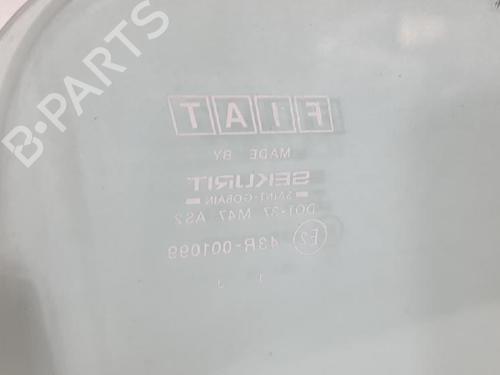 B-PARTS
FIAT
MADE BY
SEKURIT
SAINT-GOBAIN
DOT-37 M47 AS2
E2 43R-001099